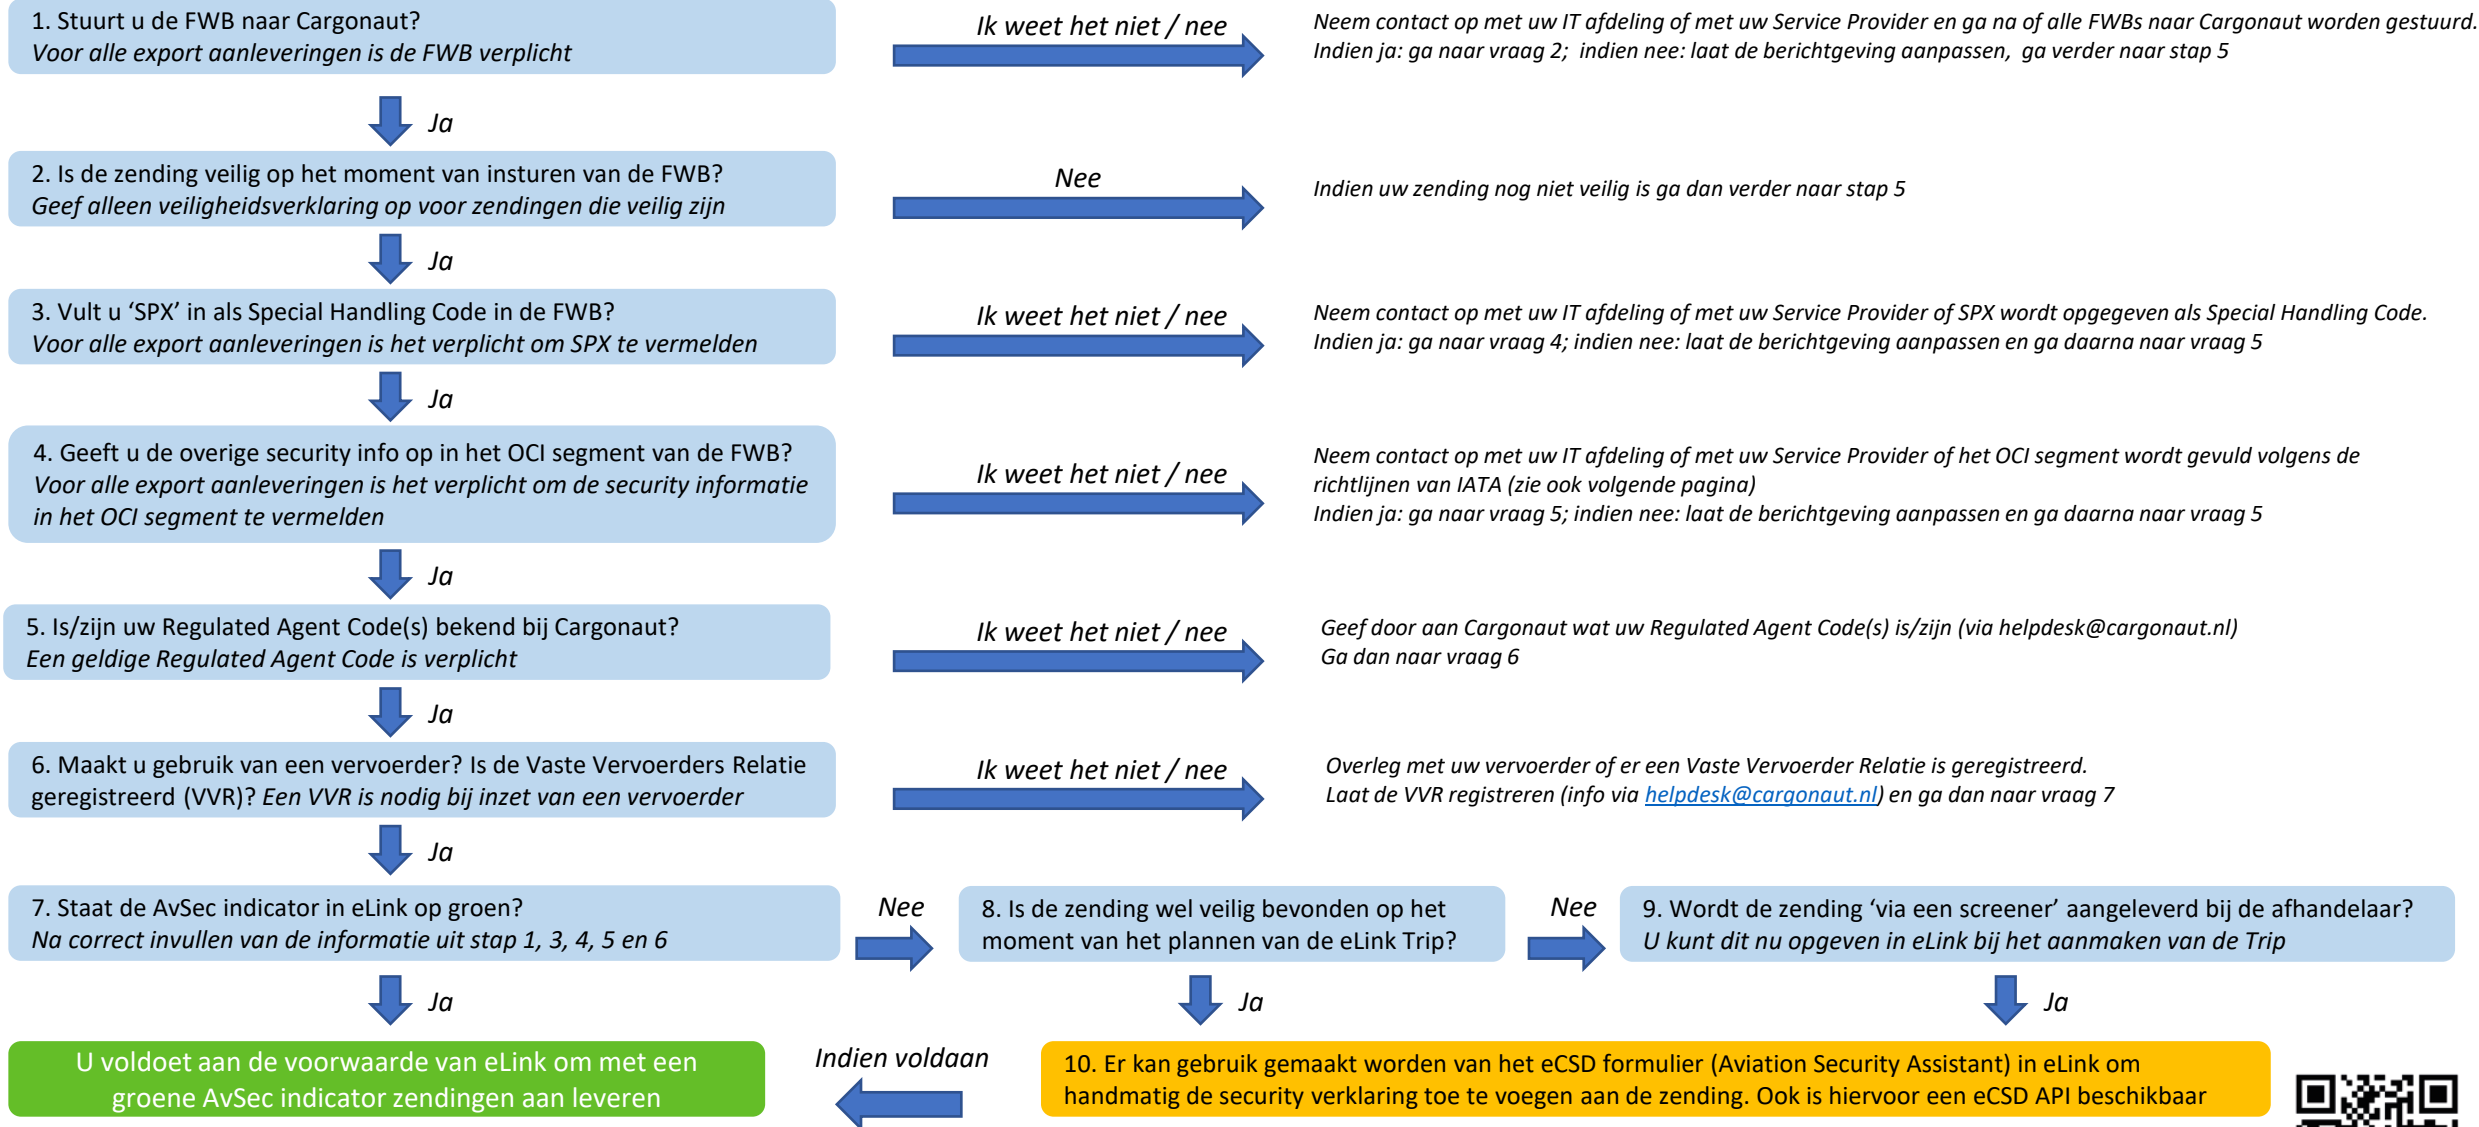 1. Stuurt u de FWB naar Cargonaut?
Voor alle export aanleveringen is de FWB verplicht
Ik weet het niet / nee
Neem contact op met uw IT afdeling of met uw Service Provider en ga na of alle FWBs naar Cargonaut worden gestuurd.
Indien ja: ga naar vraag 2; indien nee: laat de berichtgeving aanpassen, ga verder naar stap 5
Ja
2. Is de zending veilig op het moment van insturen van de FWB?
Geef alleen veiligheidsverklaring op voor zendingen die veilig zijn
Nee
Indien uw zending nog niet veilig is ga dan verder naar stap 5
Ja
3. Vult u ‘SPX’ in als Special Handling Code in de FWB?
Voor alle export aanleveringen is het verplicht om SPX te vermelden
Ik weet het niet / nee
Neem contact op met uw IT afdeling of met uw Service Provider of SPX wordt opgegeven als Special Handling Code.
Indien ja: ga naar vraag 4; indien nee: laat de berichtgeving aanpassen en ga daarna naar vraag 5
Ja
4. Geeft u de overige security info op in het OCI segment van de FWB?
Voor alle export aanleveringen is het verplicht om de security informatie
in het OCI segment te vermelden
Ik weet het niet / nee
Neem contact op met uw IT afdeling of met uw Service Provider of het OCI segment wordt gevuld volgens de
richtlijnen van IATA (zie ook volgende pagina)
Indien ja: ga naar vraag 5; indien nee: laat de berichtgeving aanpassen en ga daarna naar vraag 5
Ja
5. Is/zijn uw Regulated Agent Code(s) bekend bij Cargonaut?
Een geldige Regulated Agent Code is verplicht
Ik weet het niet / nee
Geef door aan Cargonaut wat uw Regulated Agent Code(s) is/zijn (via helpdesk@cargonaut.nl)
Ga dan naar vraag 6
Ja
6. Maakt u gebruik van een vervoerder? Is de Vaste Vervoerders Relatie
geregistreerd (VVR)? Een VVR is nodig bij inzet van een vervoerder
Ik weet het niet / nee
Overleg met uw vervoerder of er een Vaste Vervoerder Relatie is geregistreerd.
Laat de VVR registreren (info via helpdesk@cargonaut.nl) en ga dan naar vraag 7
Ja
7. Staat de AvSec indicator in eLink op groen?
Na correct invullen van de informatie uit stap 1, 3, 4, 5 en 6
Nee
8. Is de zending wel veilig bevonden op het
moment van het plannen van de eLink Trip?
Nee
9. Wordt de zending ‘via een screener’ aangeleverd bij de afhandelaar?
U kunt dit nu opgeven in eLink bij het aanmaken van de Trip
Ja
Ja
Ja
U voldoet aan de voorwaarde van eLink om met een
groene AvSec indicator zendingen aan leveren
Indien voldaan
10. Er kan gebruik gemaakt worden van het eCSD formulier (Aviation Security Assistant) in eLink om
handmatig de security verklaring toe te voegen aan de zending. Ook is hiervoor een eCSD API beschikbaar